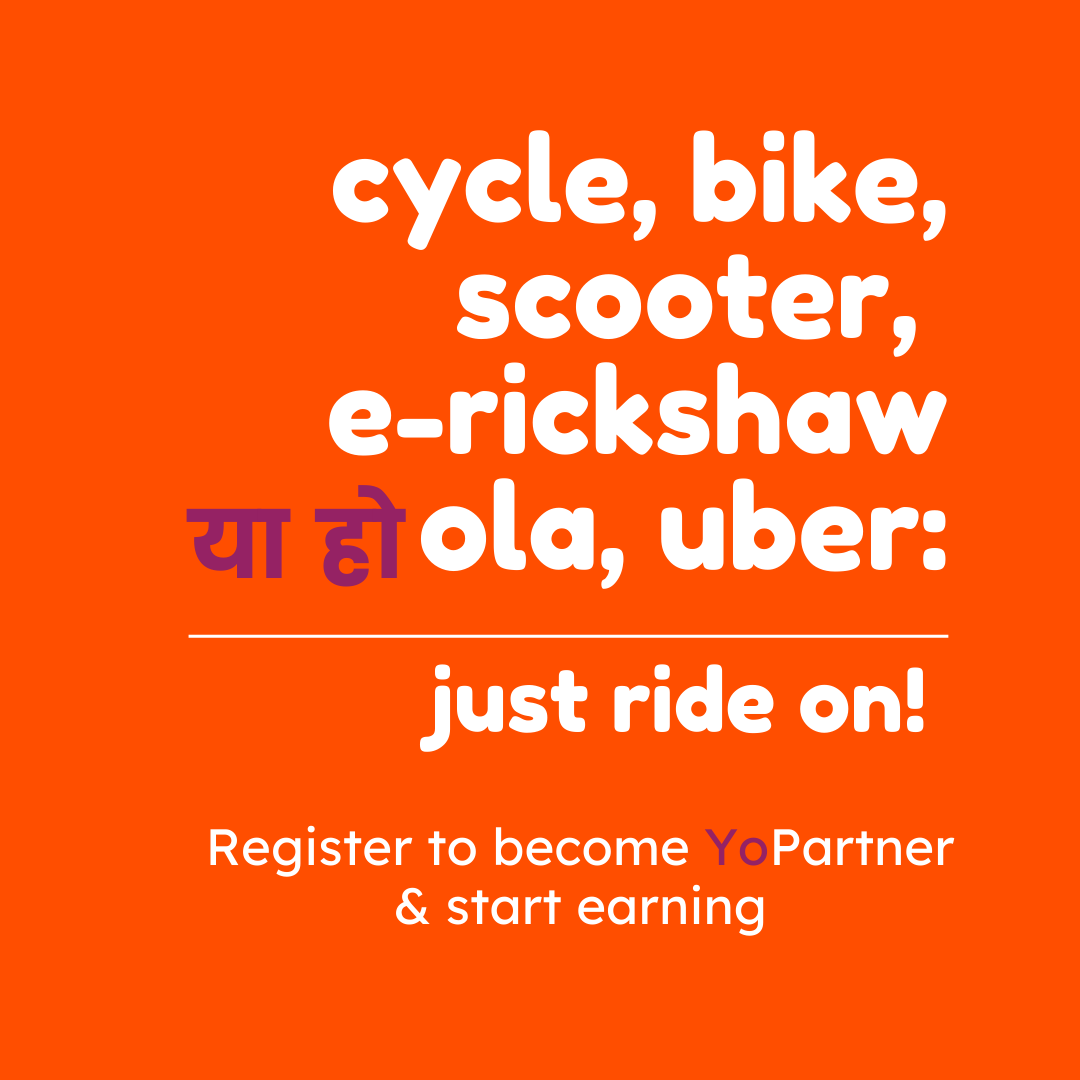 cycle, bike,
scooter,
e-rickshaw
या हो ola, uber:
just ride on!
Register to become YoPartner
& start earning